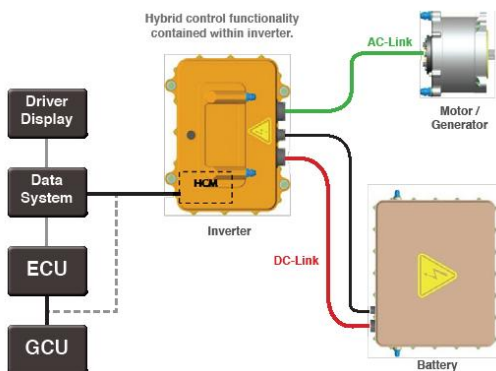 Hybrid control functionality
contained within inverter.
AC-Link
Motor /
Generator
Driver
Display
Data
System
HCM
Inverter
ECU
DC-Link
GCU
Battery